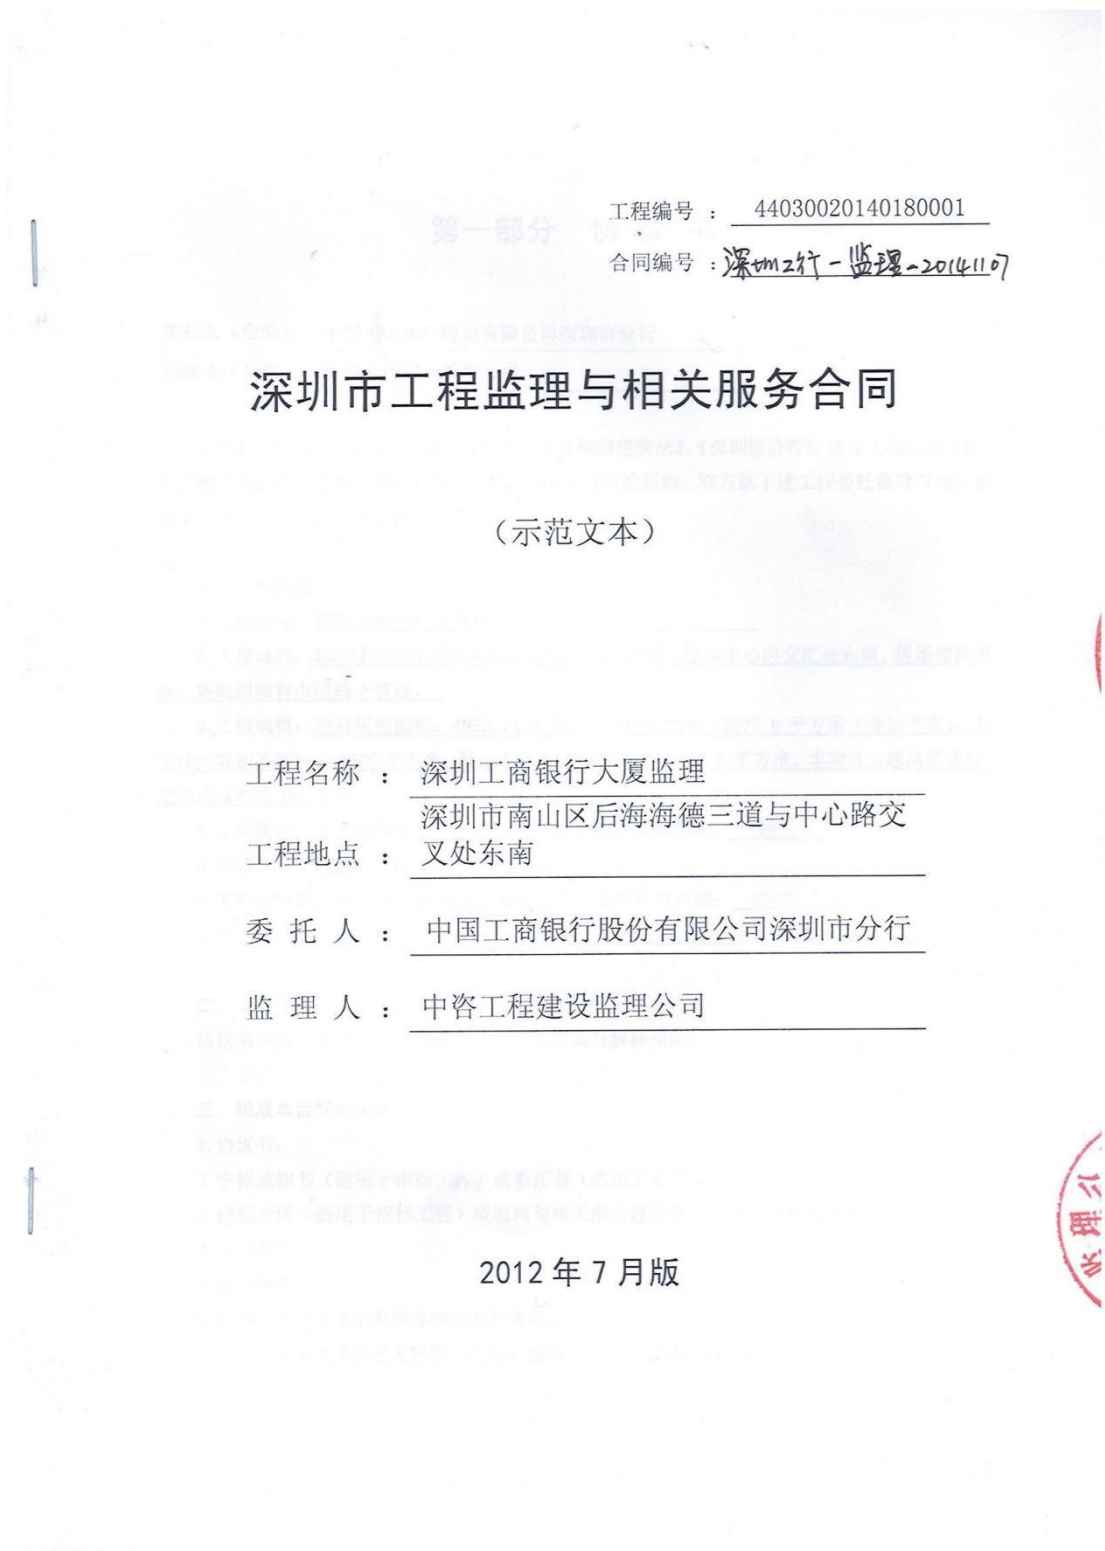 工程编号 : 44030020140180001
合同编号 : 深圳工行-监理-20141107
深圳市工程监理与相关服务合同
(示范文本)
工程名称 : 深圳工商银行大厦监理
深圳市南山区后海海德三道与中心路交
工程地点 : 叉处东南
委 托 人 : 中国工商银行股份有限公司深圳市分行
监 理 人 : 中咨工程建设监理公司
2012 年 7 月版